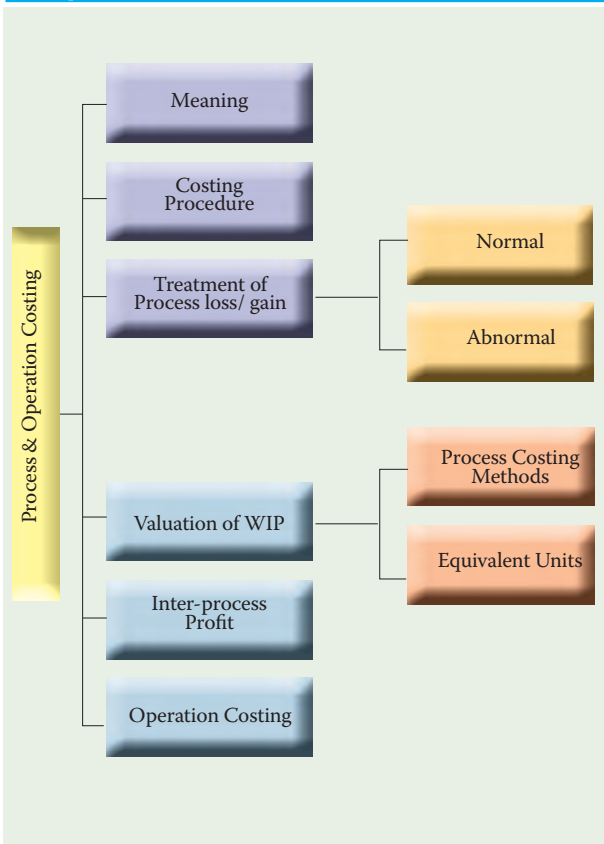 Process & Operation Costing
Meaning
Costing
Procedure
Treatment of
Process loss/ gain
Normal
Abnormal
Valuation of WIP
Process Costing
Methods
Equivalent Units
Inter-process
Profit
Operation Costing